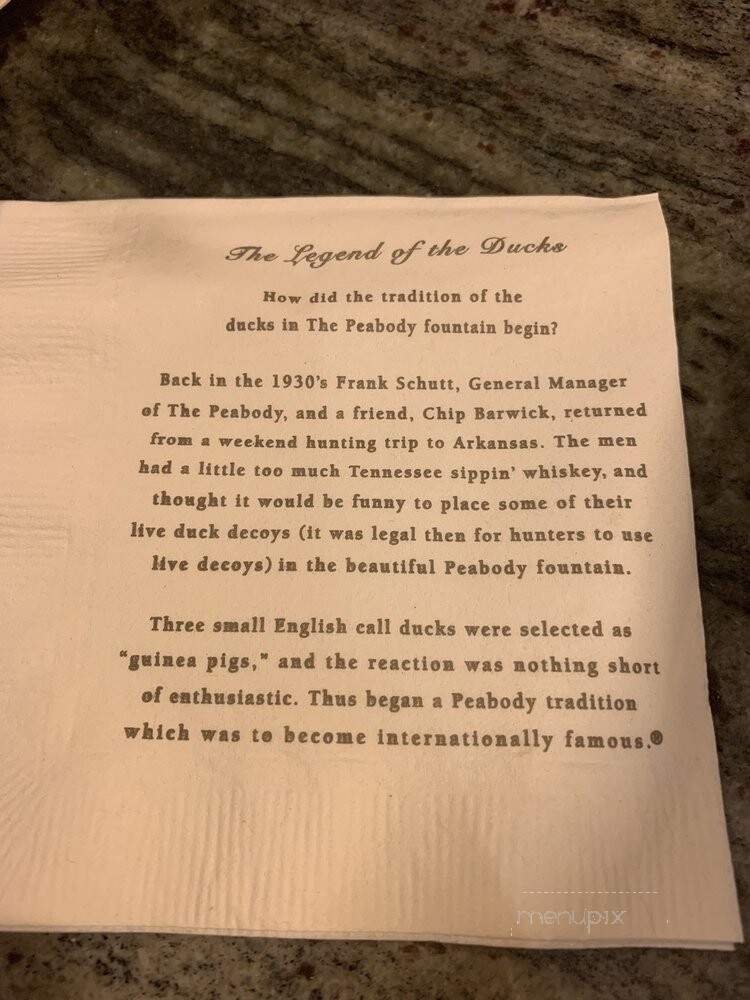 The Legend of the Ducks
How did the tradition of the
ducks in The Peabody fountain begin?
Back in the 1930's Frank Schutt, General Manager
of The Peabody, and a friend, Chip Barwick, returned
from a weekend hunting trip to Arkansas. The men
had a little too much Tennessee sippin' whiskey, and
thought it would be funny to place some of their
live duck decoys (it was legal then for hunters to use
live decoys) in the beautiful Peabody fountain.
Three small English call ducks were selected as
"guinea pigs," and the reaction was nothing short
of enthusiastic. Thus began a Peabody tradition
which was to become internationally famous.®
menupix